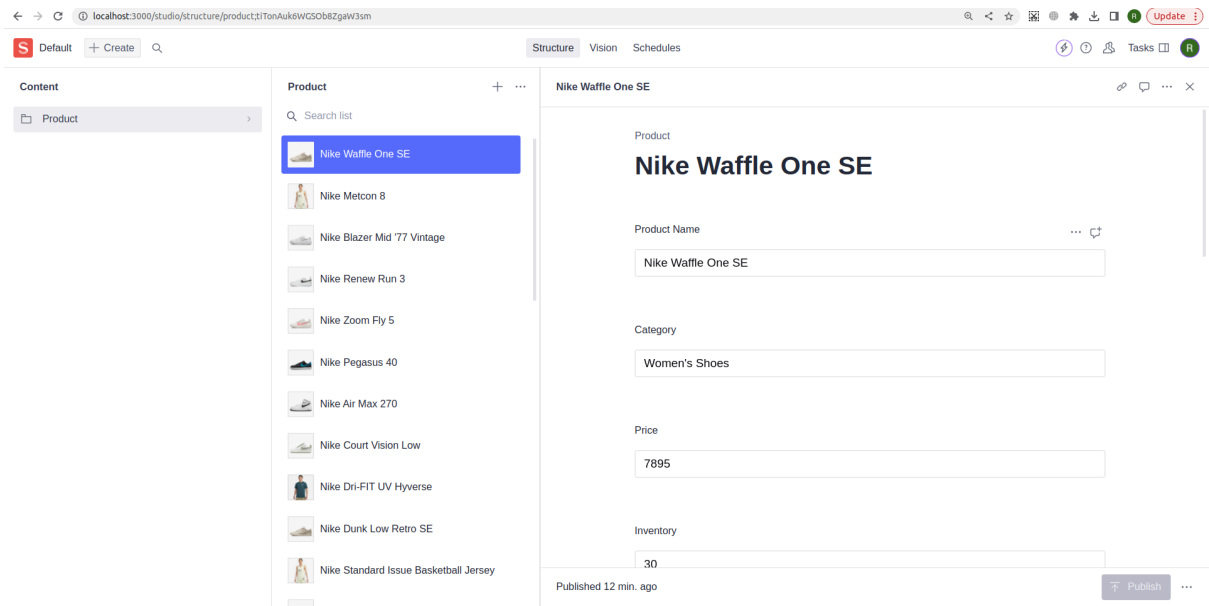 localhost:3000/studio/structure/product;tiTonAuk6WGSOb8ZgaW3sm
R
Update
S
Default
Create
Structure
Vision
Schedules
Tasks
R
Content
Product
Product
Search list
Nike Waffle One SE
Nike Metcon 8
Nike Blazer Mid '77 Vintage
Nike Renew Run 3
Nike Zoom Fly 5
Nike Pegasus 40
Nike Air Max 270
Nike Court Vision Low
Nike Dri-FIT UV Hyverse
Nike Dunk Low Retro SE
Nike Standard Issue Basketball Jersey
Nike Waffle One SE
Product
Nike Waffle One SE
Product Name
Nike Waffle One SE
Category
Women's Shoes
Price
7895
Inventory
30
Published 12 min. ago
Publish